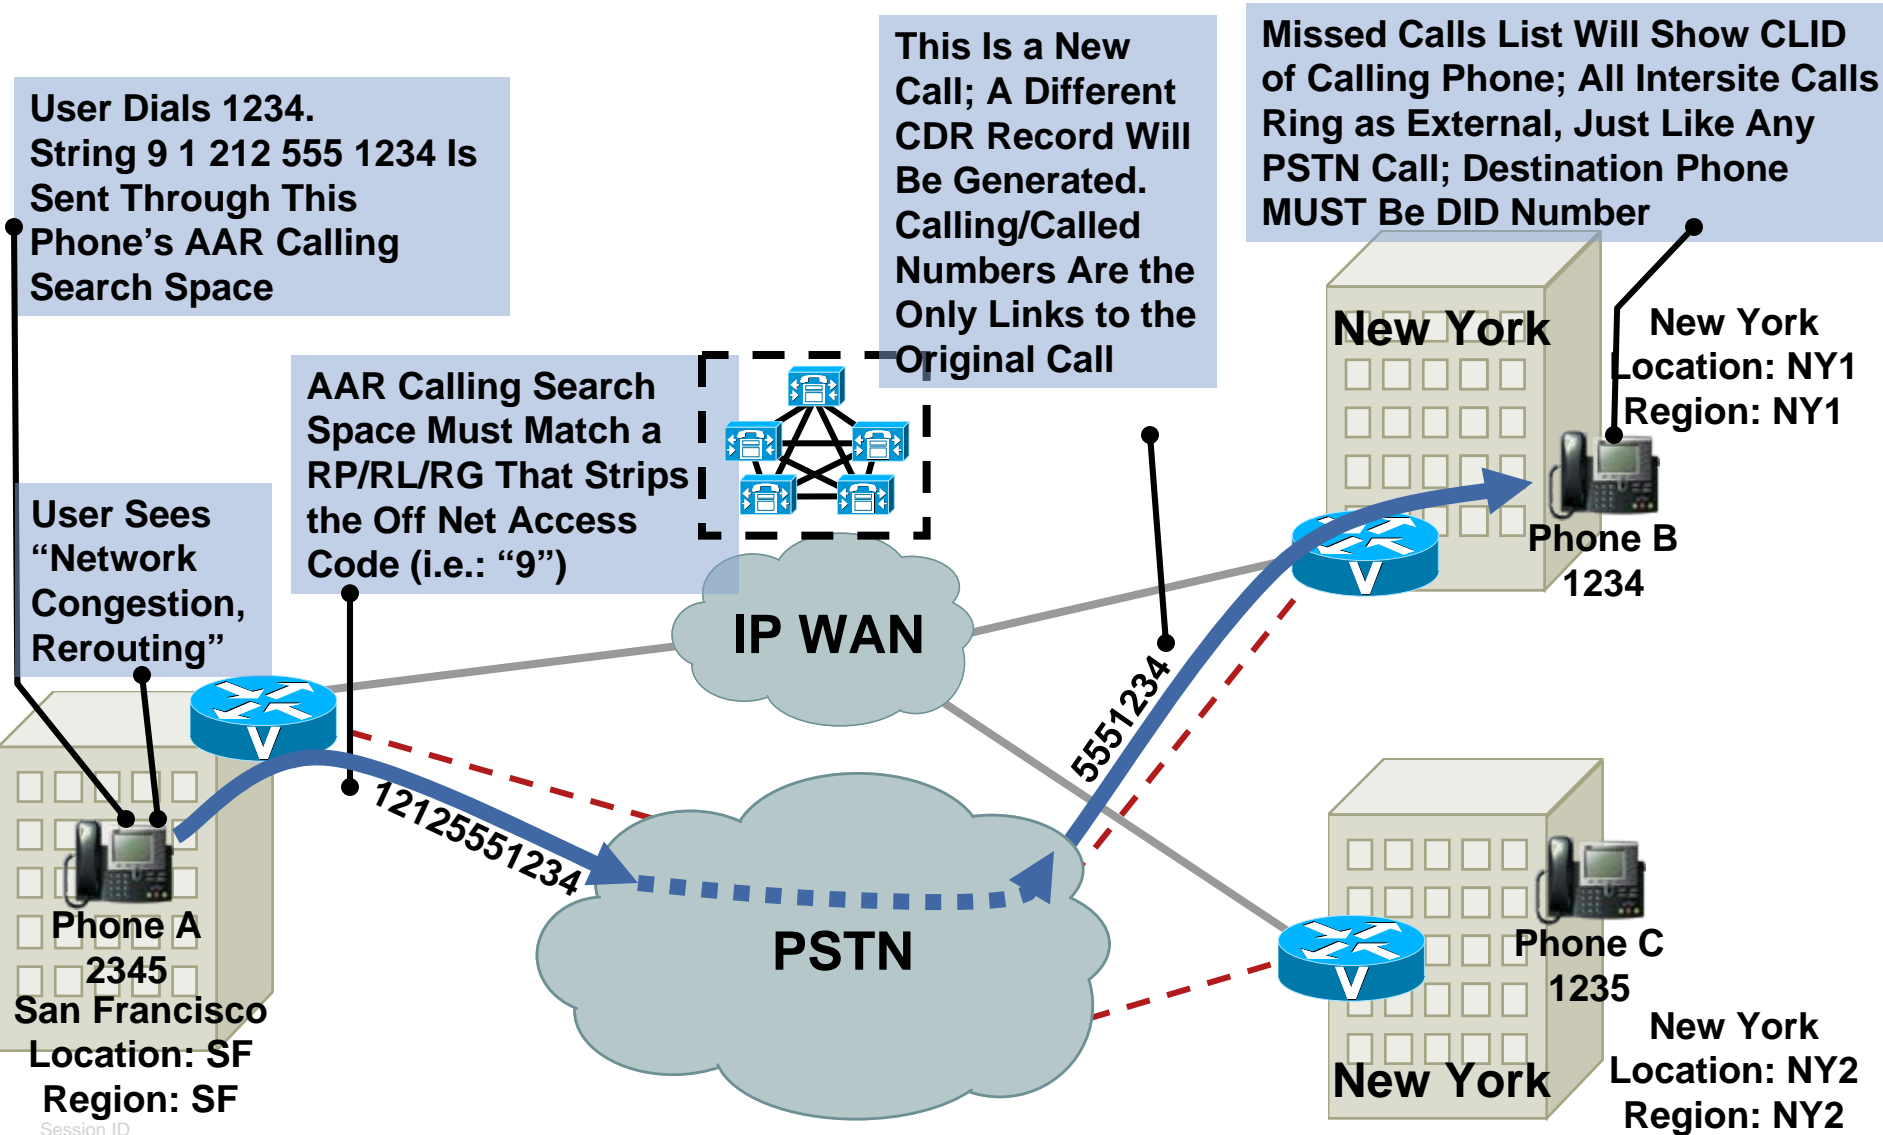 User Dials 1234.
String 9 1 212 555 1234 Is
Sent Through This
Phone’s AAR Calling
Search Space
This Is a New
Call; A Different
CDR Record Will
Be Generated.
Calling/Called
Numbers Are the
Only Links to the
Original Call
Missed Calls List Will Show CLID
of Calling Phone; All Intersite Calls
Ring as External, Just Like Any
PSTN Call; Destination Phone
MUST Be DID Number
AAR Calling Search
Space Must Match a
RP/RL/RG That Strips
the Off Net Access
Code (i.e.: “9”)
User Sees
“Network
Congestion,
Rerouting”
New York
New York
Location: NY1
Region: NY1
Phone B
1234
V
IP WAN
V
5551234
12125551234
PSTN
Phone A
2345
San Francisco
Location: SF
Region: SF
Phone C
1235
V
New York
New York
Location: NY2
Region: NY2
Session ID